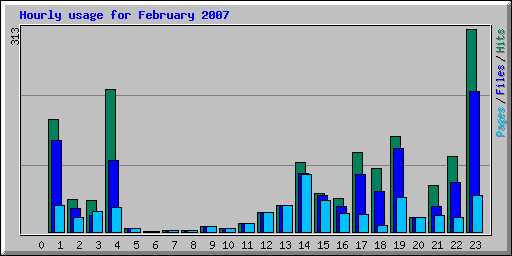 Hourly usage for February 2007
313
Pages / Files / Hits
0 1 2 3 4 5 6 7 8 9 10 11 12 13 14 15 16 17 18 19 20 21 22 23